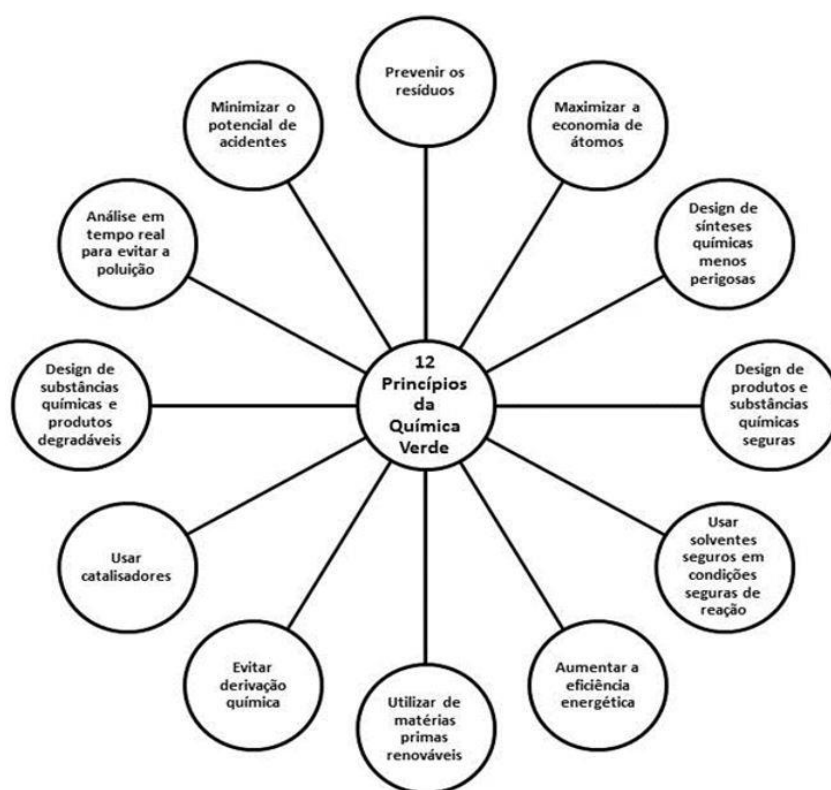 Prevenir os
resíduos
Maximizar a
economia de
átomos
Design de
sínteses
químicas
menos
perigosas
Design de
produtos e
substâncias
químicas
seguras
Usar
solventes
seguros em
condições
seguras de
reação
Aumentar a
eficiência
energética
Utilizar de
matérias
primas
renováveis
Evitar
derivação
química
Usar
catalisadores
Design de
substâncias
químicas e
produtos
degradáveis
Análise em
tempo real
para evitar a
poluição
Minimizar o
potencial de
acidentes
12
Princípios
da
Química
Verde